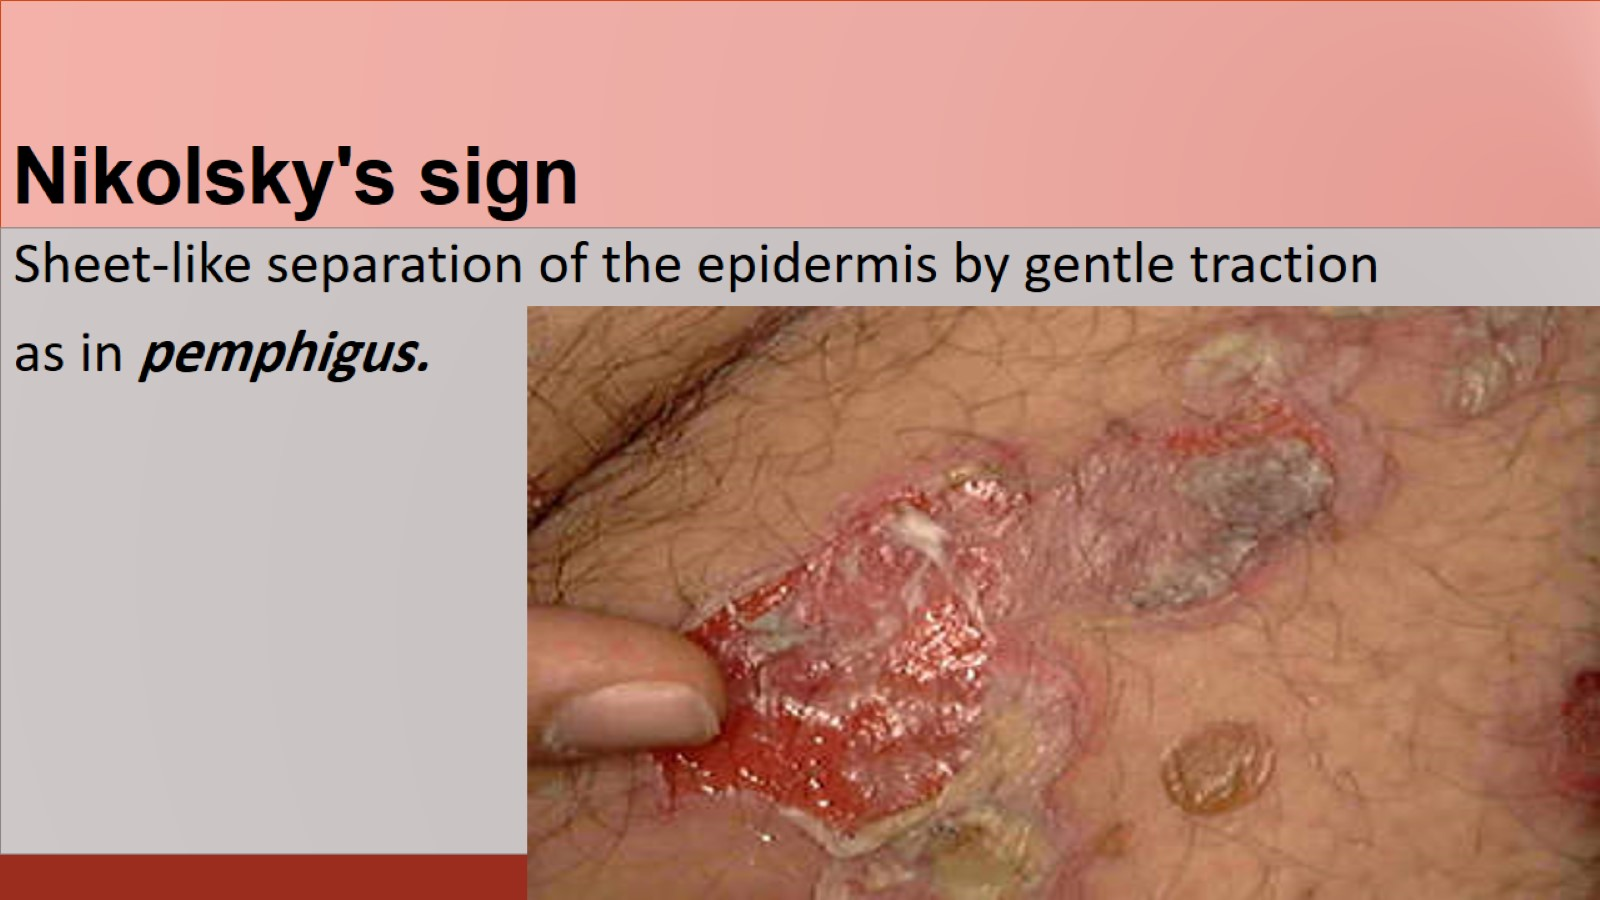 Nikolsky's sign
Sheet-like separation of the epidermis by gentle traction
as in pemphigus.